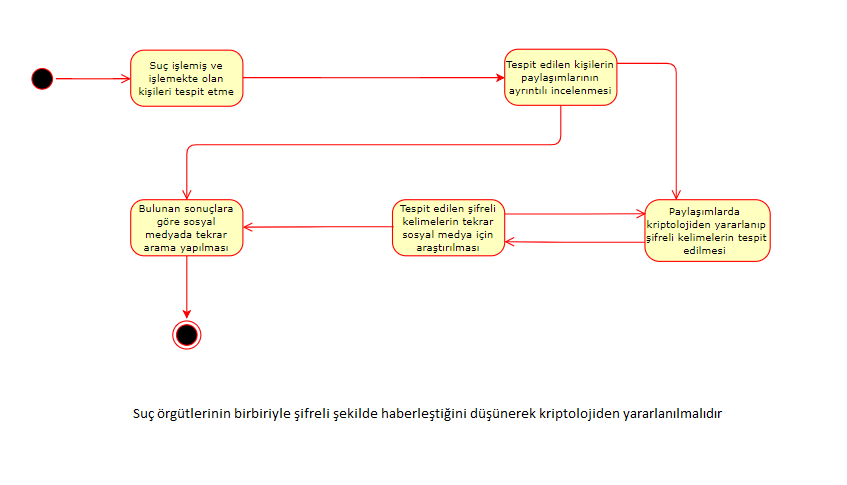 Suç işlemiş ve
işlemekte olan
kişileri tespit etme
Tespit edilen kişilerin
paylaşımlarının
ayrıntılı incelenmesi
Bulunan sonuçlara
göre sosyal
medyada tekrar
arama yapılması
Tespit edilen şifreli
kelimelerin tekrar
sosyal medya için
araştırılması
Paylaşımlarda
kriptolojiden yararlanıp
şifreli kelimelerin tespit
edilmesi
Suç örgütlerinin birbiriyle şifreli şekilde haberleştiğini düşünerek kriptolojiden yararlanılmalıdır